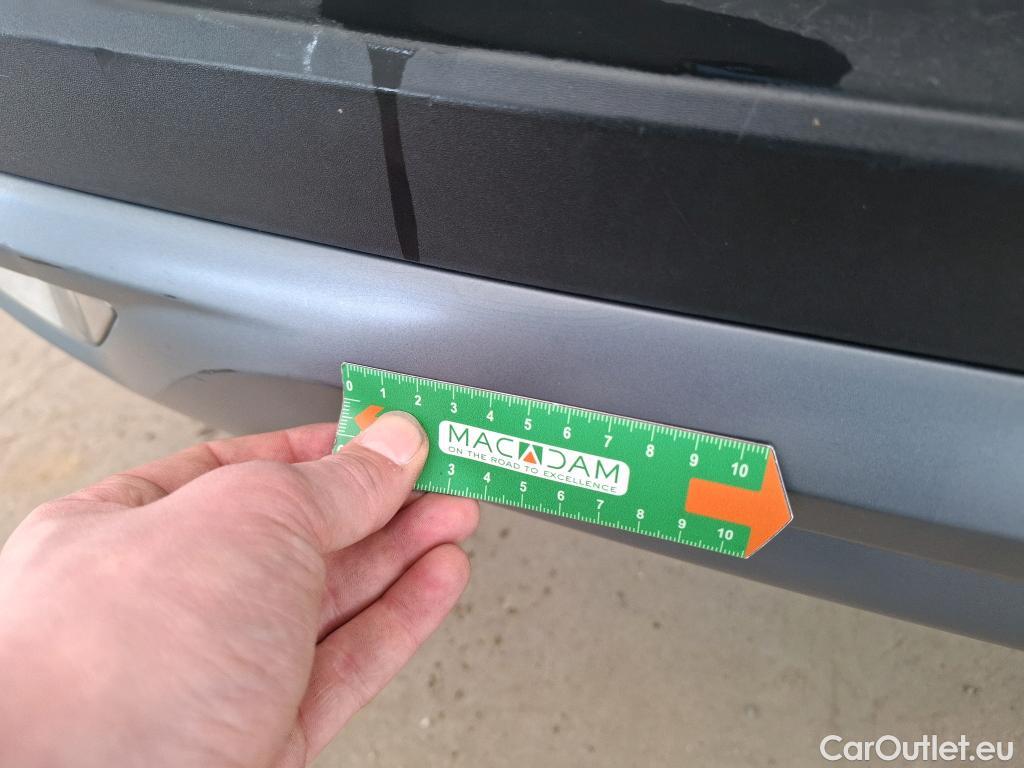 0 1 2 3 4 5 6 7 8 9 10
MACADAM
ON THE ROAD TO EXCELLENCE
3 4 5 6 7 8 9 10
CarOutlet.eu